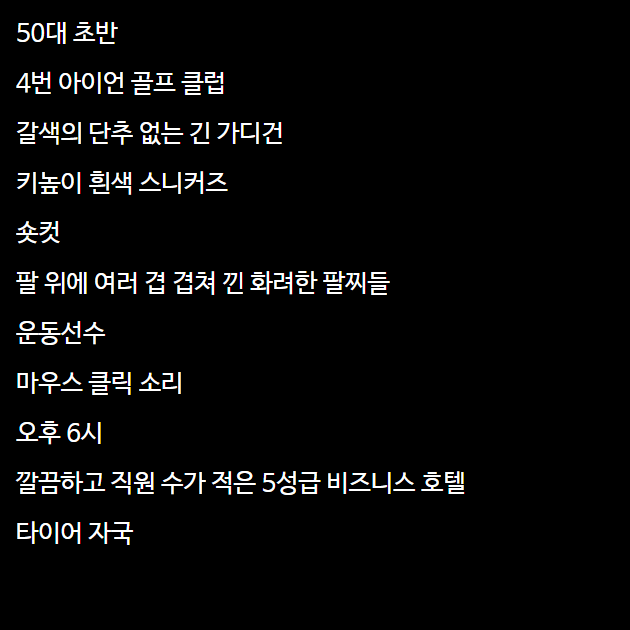 50대 초반
4번 아이언 골프 클럽
갈색의 단추 없는 긴 가디건
키높이 흰색 스니커즈
숏컷
팔 위에 여러 겹 겹쳐 낀 화려한 팔찌들
운동선수
마우스 클릭 소리
오후 6시
깔끔하고 직원 수가 적은 5성급 비즈니스 호텔
타이어 자국